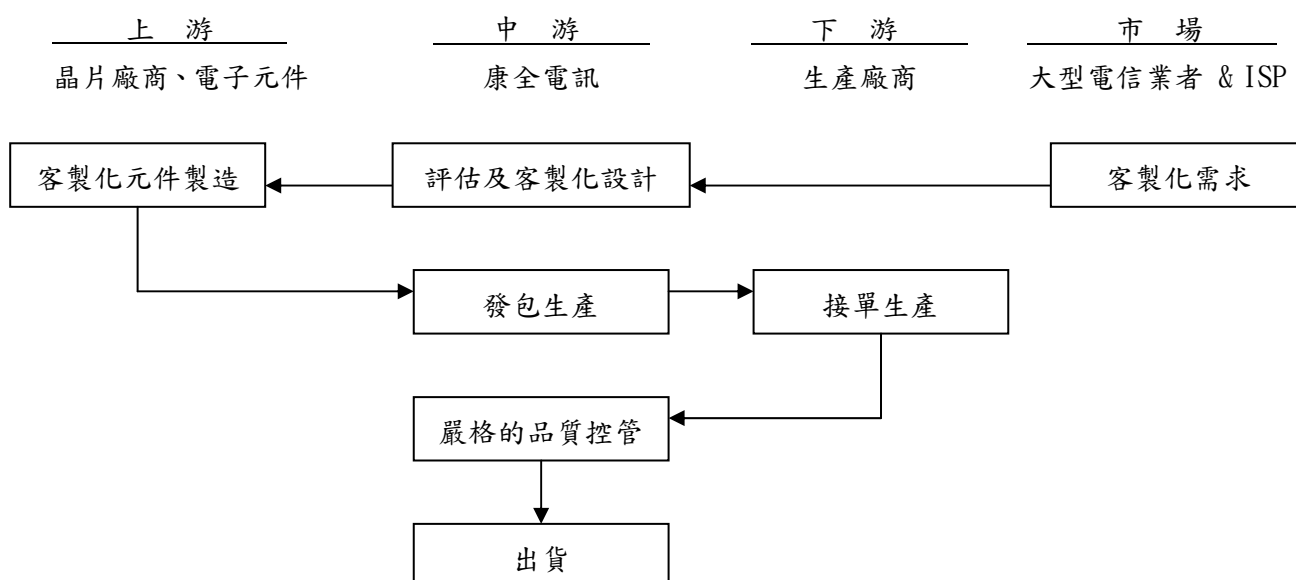 上 游 中 游 下 游 市 場
晶片廠商、電子元件 康全電訊 生產廠商 大型電信業者 & ISP
客製化元件製造 評估及客製化設計 客製化需求
發包生產 接單生產
嚴格的品質控管
出貨